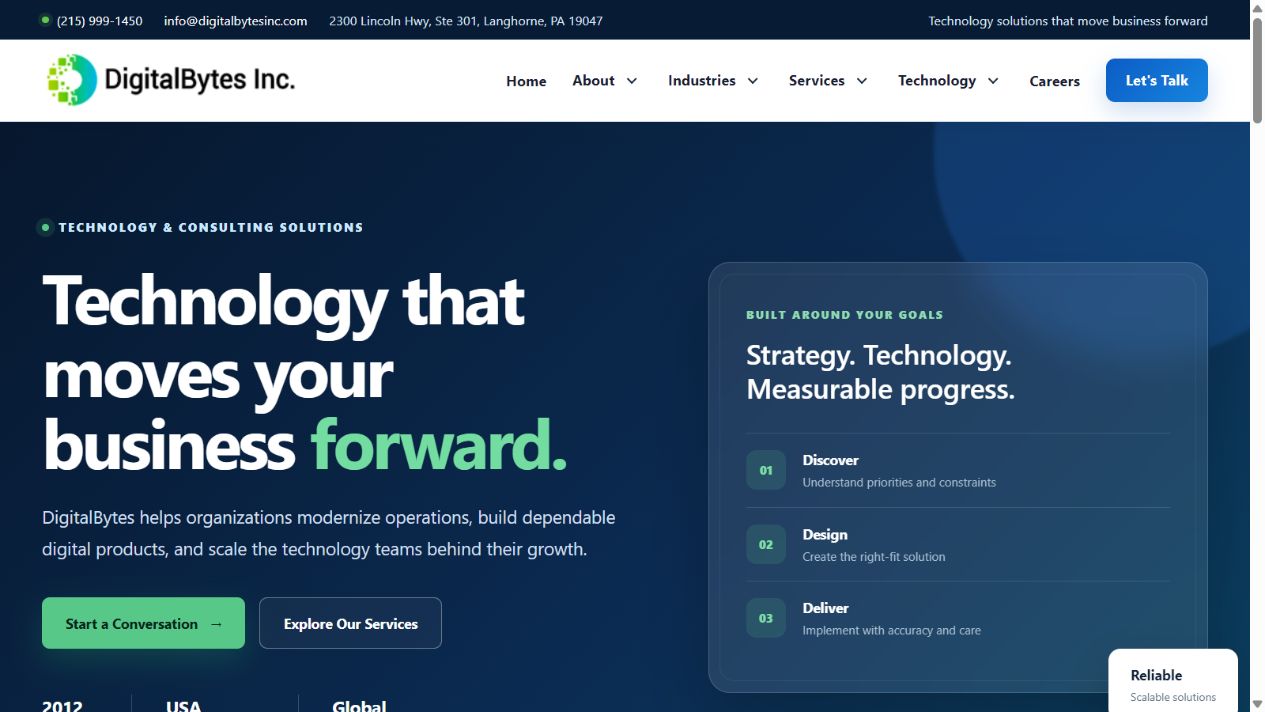 (215) 999-1450 info@digitalbytesinc.com 2300 Lincoln Hwy, Ste 301, Langhorne, PA 19047 Technology solutions that move business forward
DigitalBytes Inc. Home About Industries Services Technology Careers Let's Talk
TECHNOLOGY & CONSULTING SOLUTIONS
Technology that
moves your
business forward.
DigitalBytes helps organizations modernize operations, build dependable
digital products, and scale the technology teams behind their growth.
Start a Conversation → Explore Our Services
2012 USA Global
BUILT AROUND YOUR GOALS
Strategy. Technology.
Measurable progress.
01 Discover
Understand priorities and constraints
02 Design
Create the right-fit solution
03 Deliver
Implement with accuracy and care
Reliable
Scalable solutions